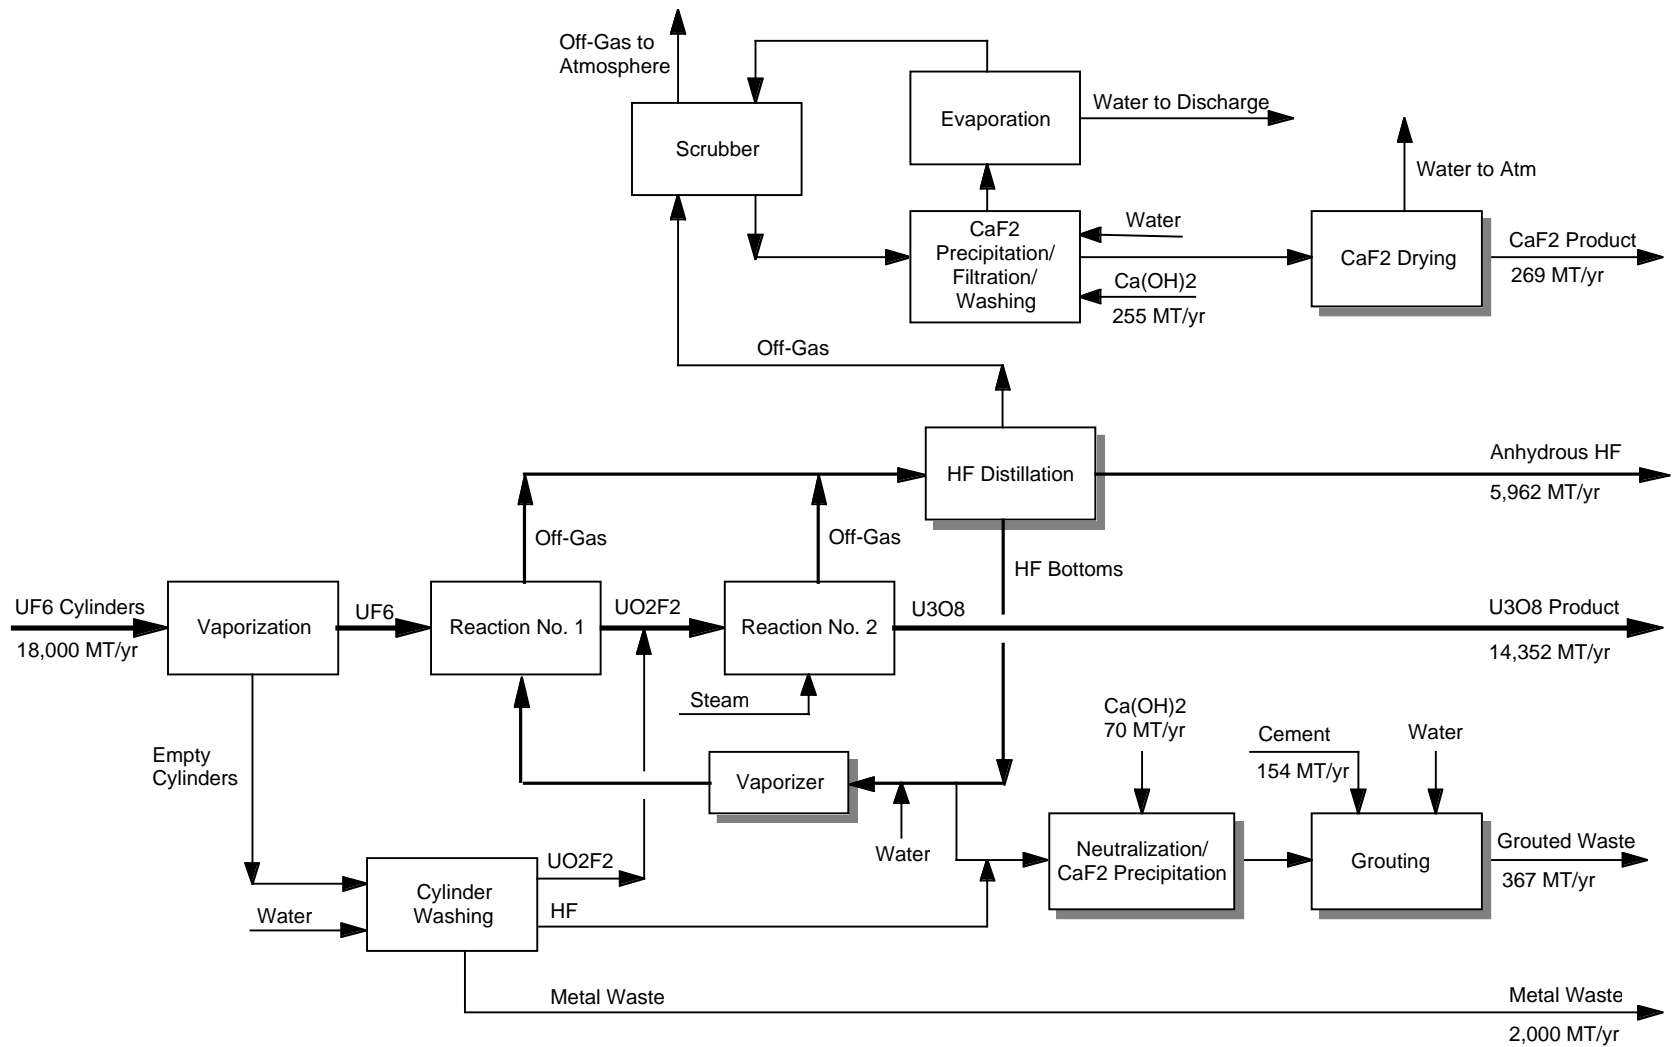 Off-Gas to
Atmosphere
Scrubber
Evaporation
Water to Discharge
Water to Atm
CaF2
Precipitation/
Filtration/
Washing
Water
Ca(OH)2
255 MT/yr
CaF2 Drying
CaF2 Product
269 MT/yr
Off-Gas
HF Distillation
Anhydrous HF
5,962 MT/yr
Off-Gas
Off-Gas
HF Bottoms
UF6 Cylinders
18,000 MT/yr
Vaporization
UF6
Reaction No. 1
UO2F2
Reaction No. 2
U3O8
U3O8 Product
14,352 MT/yr
Steam
Empty
Cylinders
Vaporizer
Water
Ca(OH)2
70 MT/yr
Cement
154 MT/yr
Water
Neutralization/
CaF2 Precipitation
Grouting
Grouted Waste
367 MT/yr
Water
Cylinder
Washing
UO2F2
HF
Metal Waste
Metal Waste
2,000 MT/yr